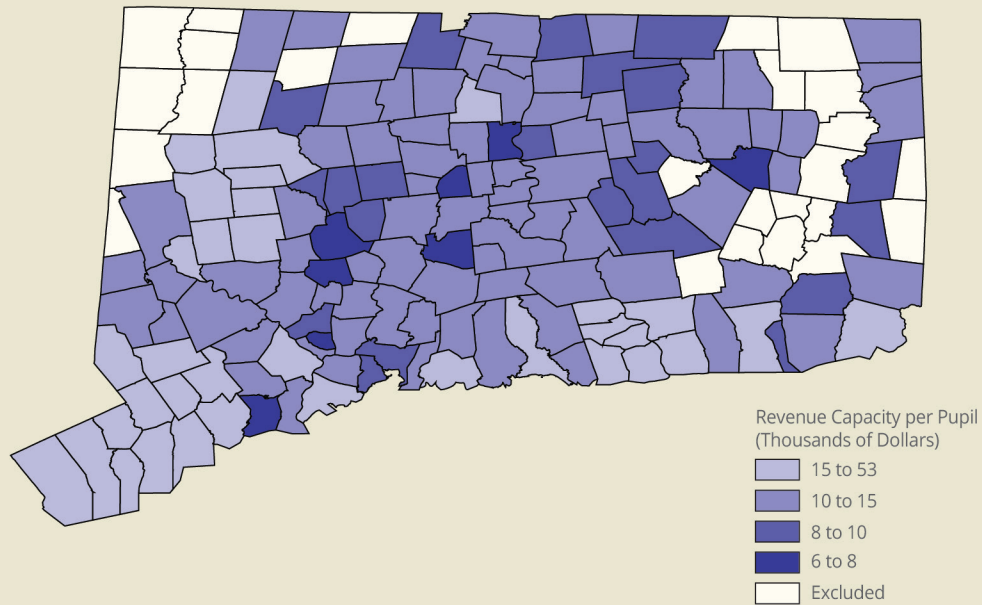 Revenue Capacity per Pupil
(Thousands of Dollars)
15 to 53
10 to 15
8 to 10
6 to 8
Excluded